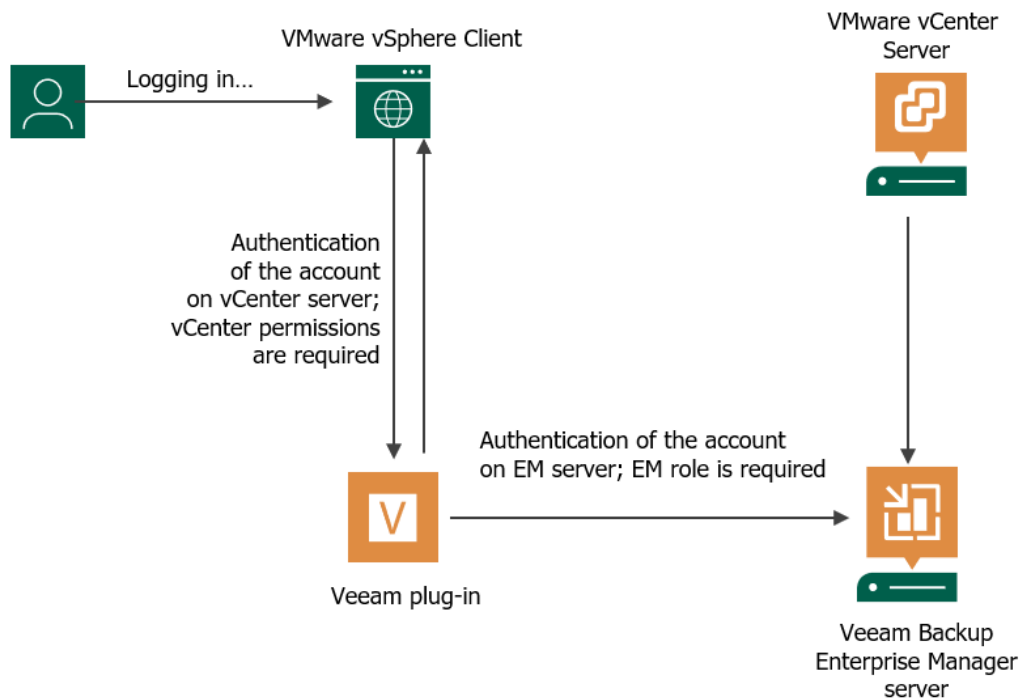 VMware vSphere Client
VMware vCenter
Server
Logging in...
Authentication
of the account
on vCenter server;
vCenter permissions
are required
Authentication of the account
on EM server; EM role is required
V
Veeam plug-in
Veeam Backup
Enterprise Manager
server